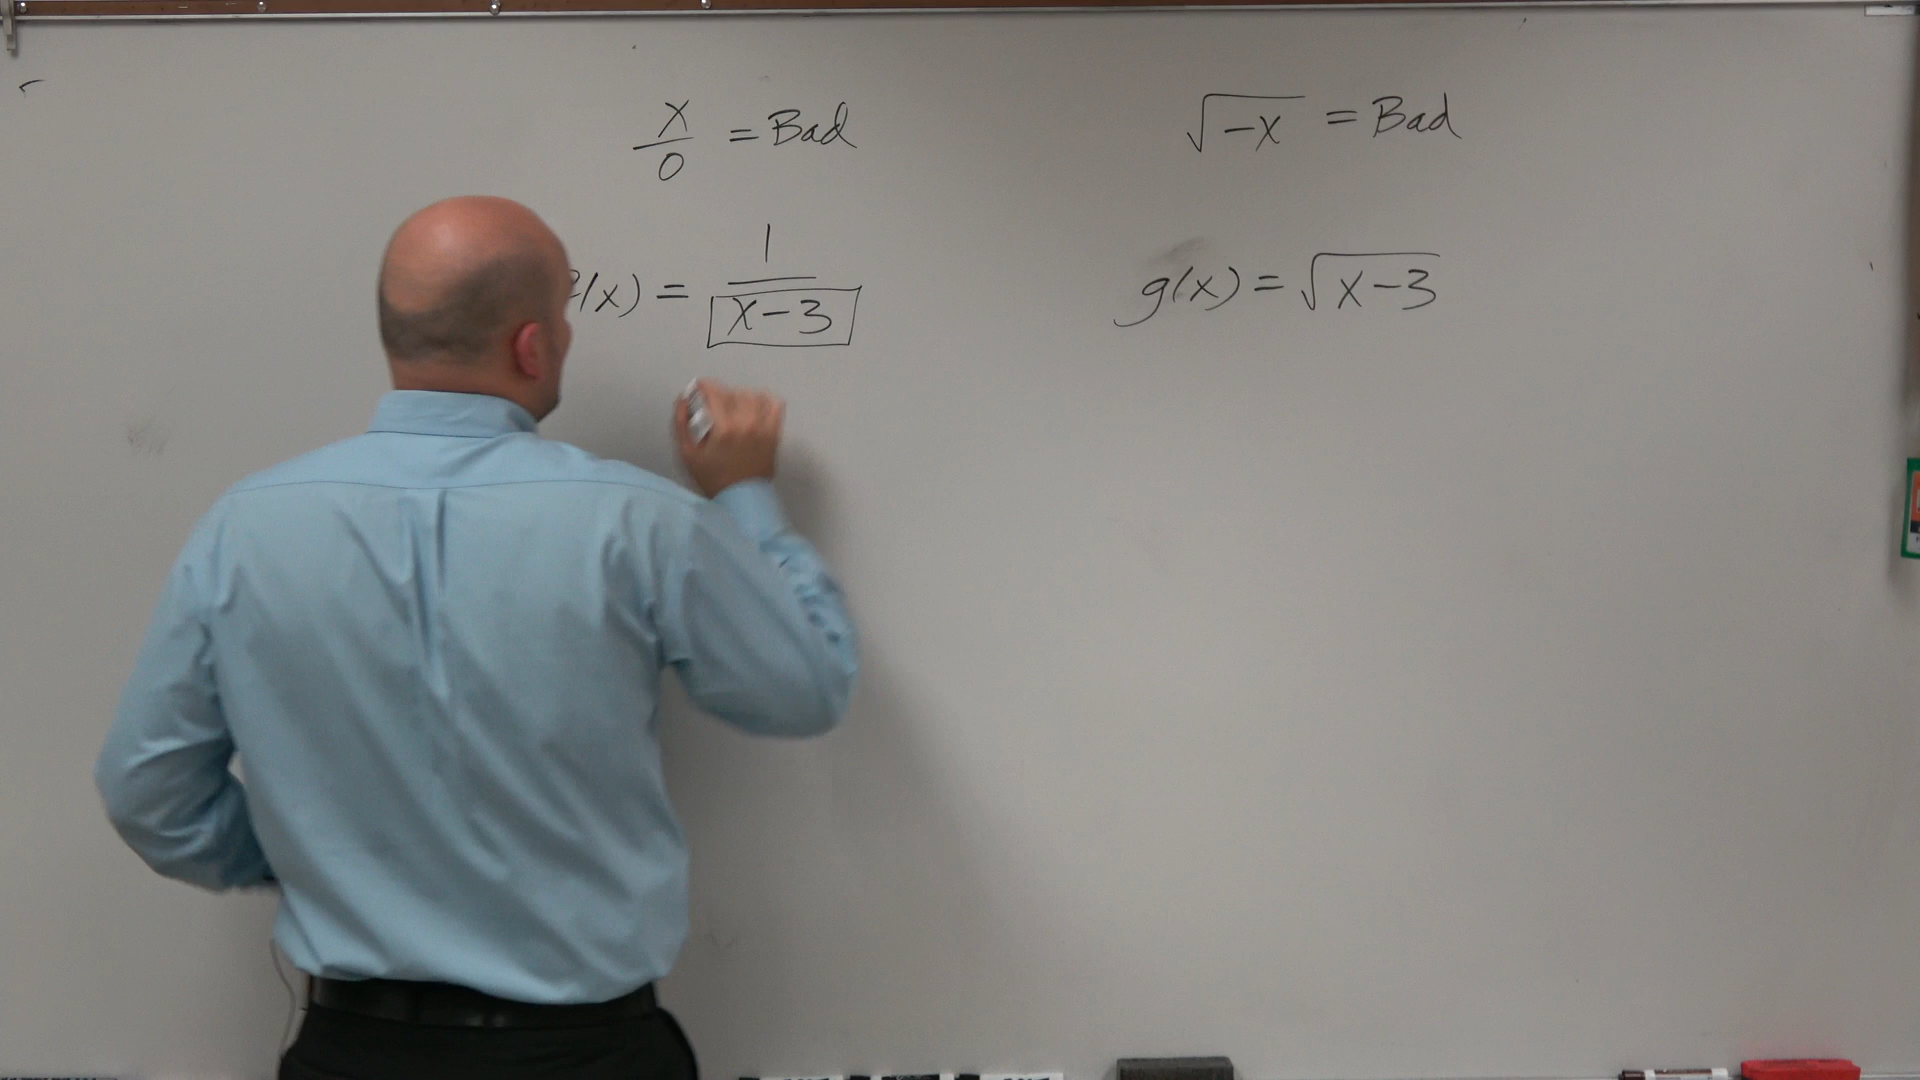 x/0 = Bad
√-x = Bad
(x) = 1/(x-3)
g(x) = √x-3